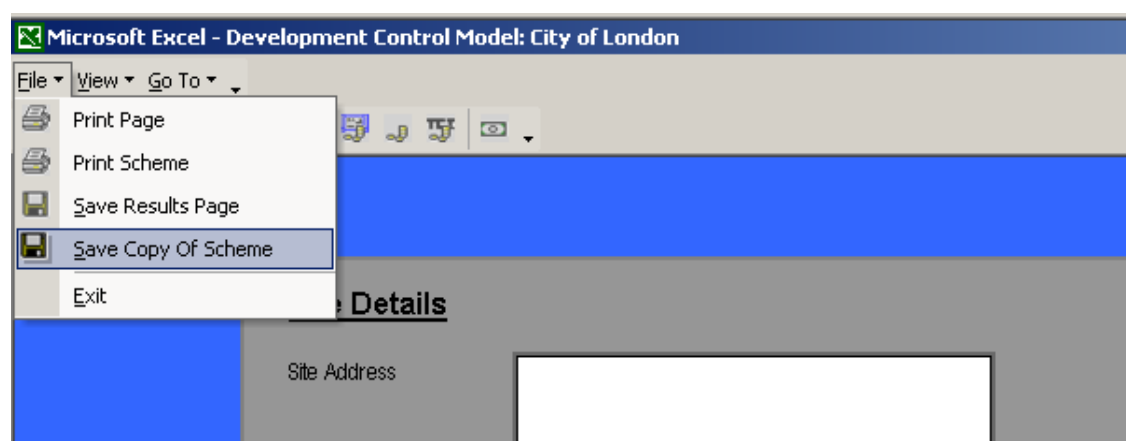 Microsoft Excel - Development Control Model: City of London
File View Go To
Print Page
Print Scheme
Save Results Page
Save Copy Of Scheme
Exit
Details
Site Address